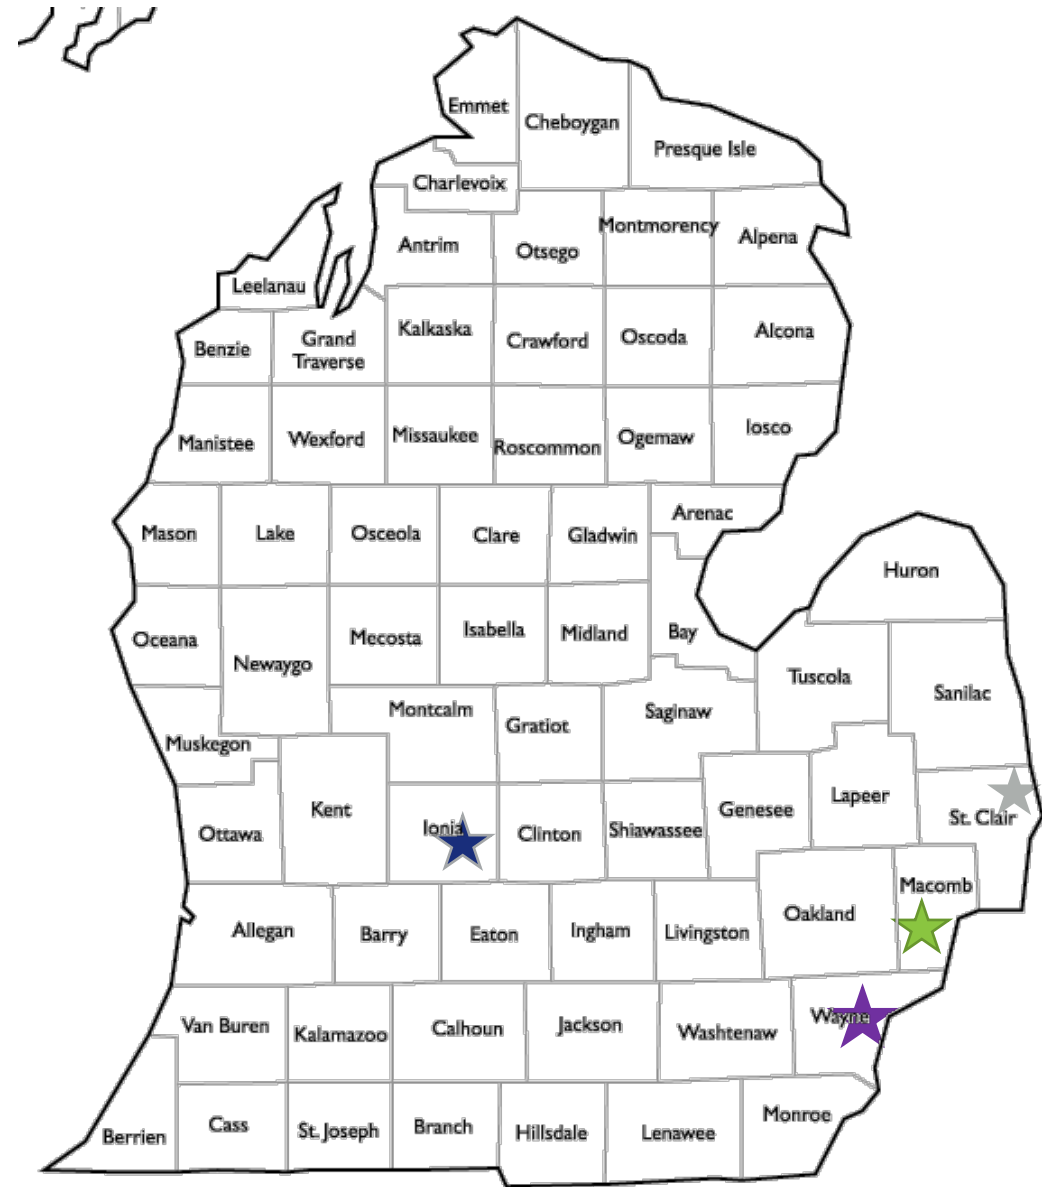 Emmet
Cheboygan
Presque Isle
Charlevoix
Antrim
Otsego
Montmorency
Alpena
Leelanau
Benzie
Grand
Traverse
Kalkaska
Crawford
Oscoda
Alcona
Manistee
Wexford
Missaukee
Roscommon
Ogemaw
Iosco
Mason
Lake
Osceola
Clare
Gladwin
Arenac
Huron
Oceana
Newaygo
Mecosta
Isabella
Midland
Bay
Tuscola
Sanilac
Muskegon
Montcalm
Gratiot
Saginaw
Ottawa
Kent
Ionia
Clinton
Shiawassee
Genesee
Lapeer
St. Clair
Allegan
Barry
Eaton
Ingham
Livingston
Oakland
Macomb
Van Buren
Kalamazoo
Calhoun
Jackson
Washtenaw
Wayne
Berrien
Cass
St. Joseph
Branch
Hillsdale
Lenawee
Monroe